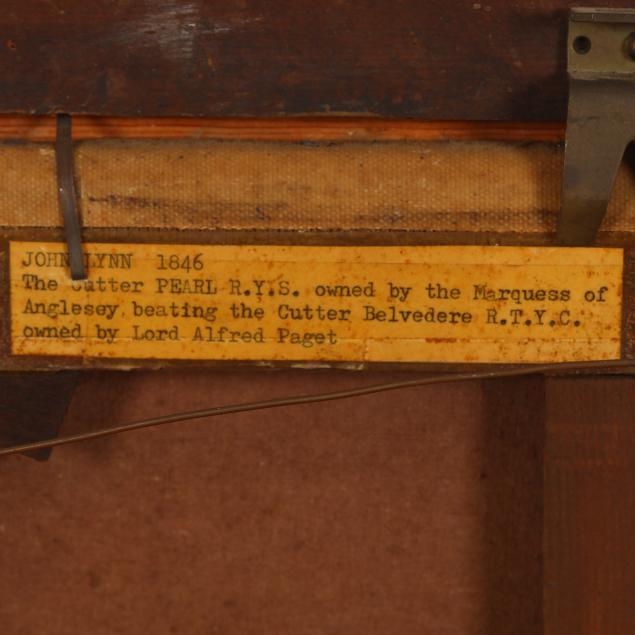 JOHN LYNN 1846
The Cutter PEARL R.Y.S. owned by the Marquess of
Anglesey, beating the Cutter Belvedere R.T.Y.C.
owned by Lord Alfred Paget